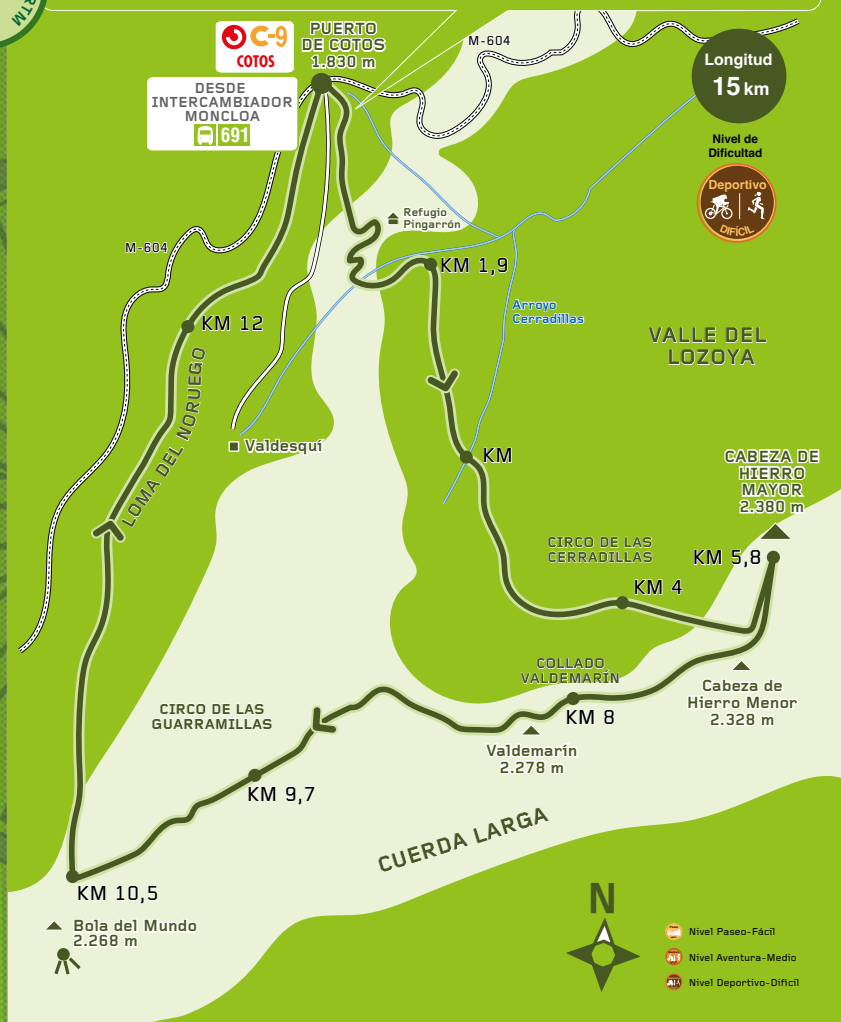 RTM
C-9
COTOS
PUERTO
DE COTOS
1.830 m
M-604
Longitud
15 km
DESDE
INTERCAMBIADOR
MONCLOA
691
Nivel de
Dificultad
Deportivo
DIFÍCIL
Refugio
Pingarrón
M-604
KM 1,9
Arroyo
Cerradillas
KM 12
VALLE DEL
LOZOYA
LOMA DEL NORUEGO
Valdesquí
KM
CABEZA DE
HIERRO
MAYOR
2.380 m
CIRCO DE LAS
CERRADILLAS
KM 5,8
KM 4
COLLADO
VALDEMARÍN
Cabeza de
Hierro Menor
2.328 m
CIRCO DE LAS
GUARRAMILLAS
KM 8
Valdemarín
2.278 m
KM 9,7
CUERDA LARGA
KM 10,5
Bola del Mundo
2.268 m
N
Nivel Paseo-Fácil
Nivel Aventura-Medio
Nivel Deportivo-Difícil